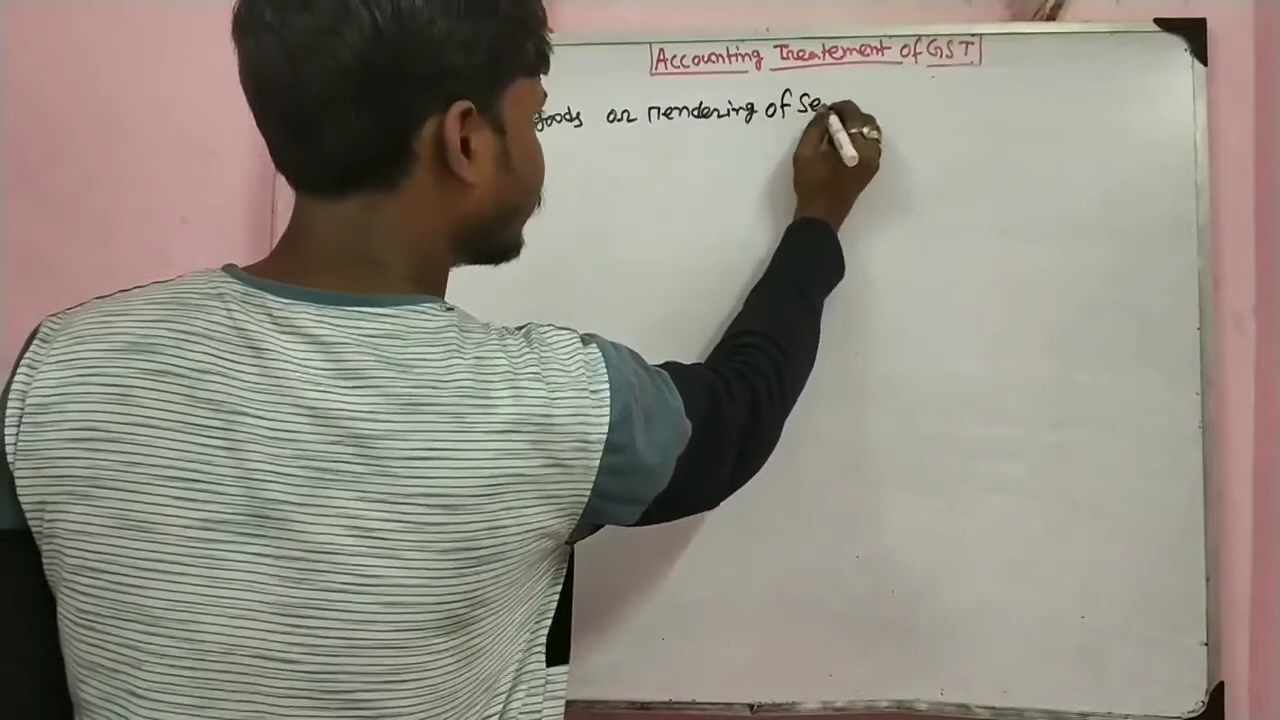 Accounting Treatement of GST
goods or rendering of Se